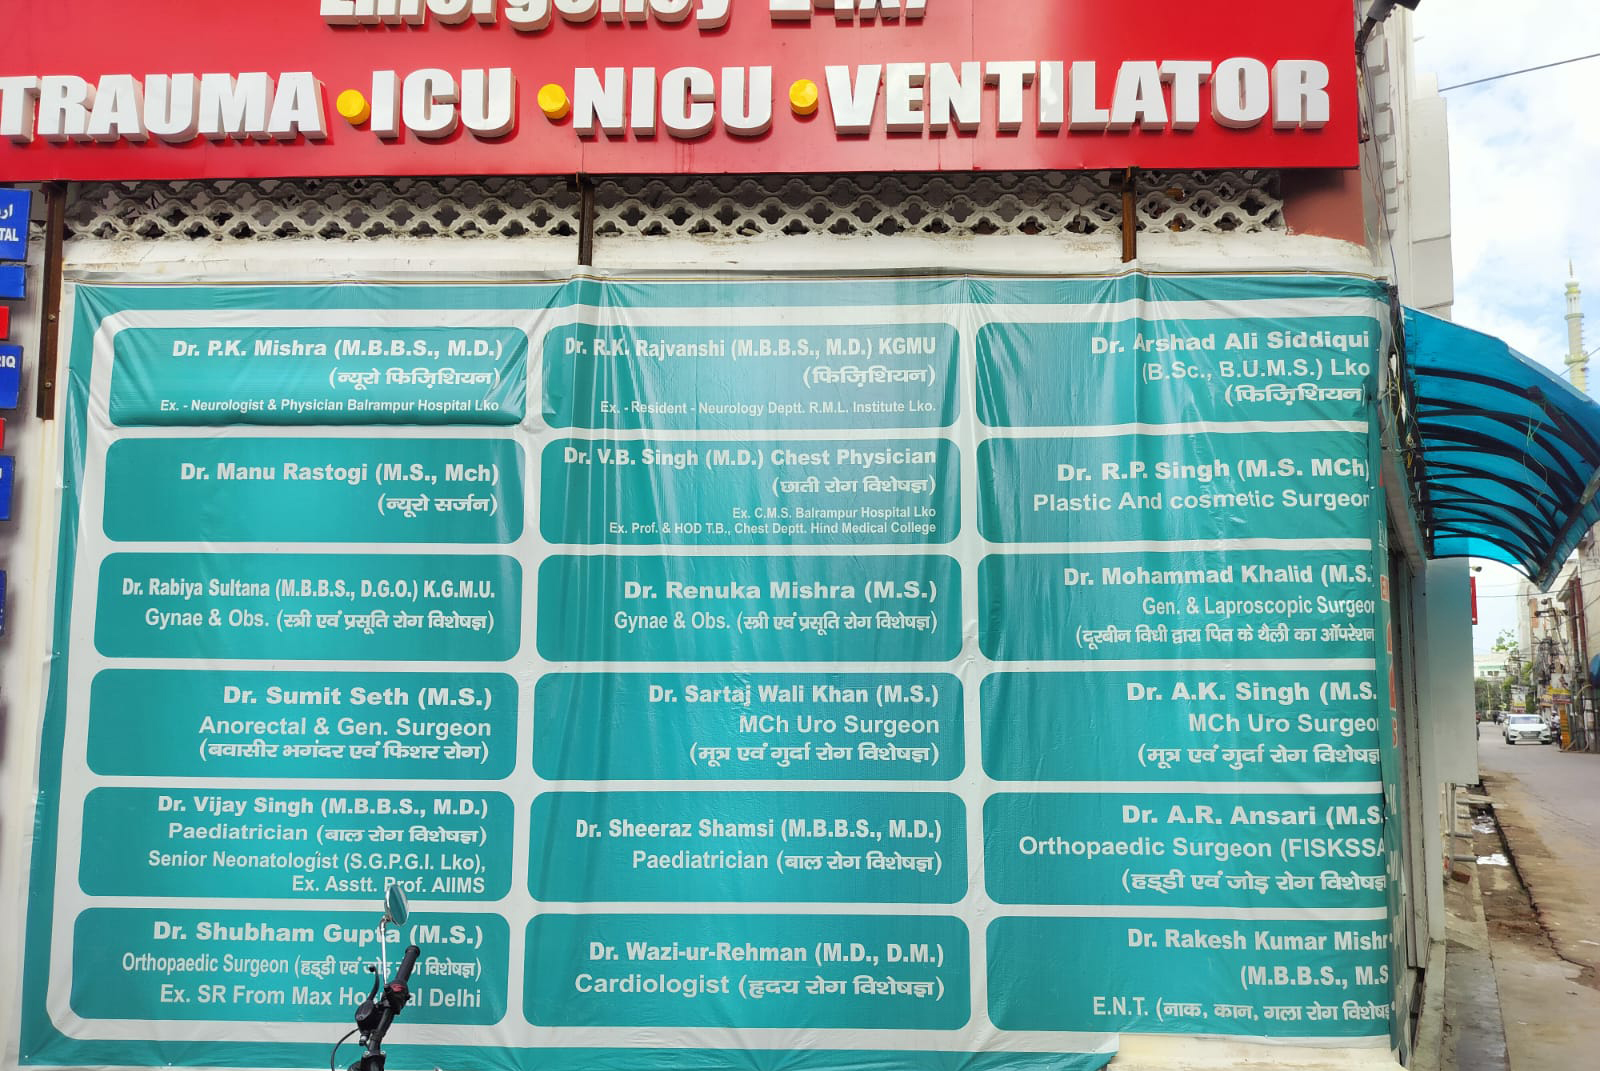 Emergency 24x7
TRAUMA • ICU • NICU • VENTILATOR
TAL
RIQ
Dr. P.K. Mishra (M.B.B.S., M.D.)
(न्यूरो फिज़िशियन)
Ex. - Neurologist & Physician Balrampur Hospital Lko
Dr. R.K. Rajvanshi (M.B.B.S., M.D.) KGMU
(फिज़िशियन)
Ex. - Resident - Neurology Deptt. R.M.L. Institute Lko.
Dr. Arshad Ali Siddiqui
(B.Sc., B.U.M.S.) Lko
(फिज़िशियन)
Dr. Manu Rastogi (M.S., Mch)
(न्यूरो सर्जन)
Dr. V.B. Singh (M.D.) Chest Physician
(छाती रोग विशेषज्ञ)
Ex. C.M.S. Balrampur Hospital Lko
Ex. Prof. & HOD T.B., Chest Deptt. Hind Medical College
Dr. R.P. Singh (M.S. MCh)
Plastic And cosmetic Surgeon
Dr. Rabiya Sultana (M.B.B.S., D.G.O.) K.G.M.U.
Gynae & Obs. (स्त्री एवं प्रसूति रोग विशेषज्ञ)
Dr. Renuka Mishra (M.S.)
Gynae & Obs. (स्त्री एवं प्रसूति रोग विशेषज्ञ)
Dr. Mohammad Khalid (M.S.
Gen. & Laproscopic Surgeon
(दूरबीन विधी द्वारा पित के थैली का ऑपरेशन
Dr. Sumit Seth (M.S.)
Anorectal & Gen. Surgeon
(बवासीर भगंदर एवं फिशर रोग)
Dr. Sartaj Wali Khan (M.S.)
MCh Uro Surgeon
(मूत्र एवं गुर्दा रोग विशेषज्ञ)
Dr. A.K. Singh (M.S.
MCh Uro Surgeon
(मूत्र एवं गुर्दा रोग विशेषज्ञ
Dr. Vijay Singh (M.B.B.S., M.D.)
Paediatrician (बाल रोग विशेषज्ञ)
Senior Neonatologist (S.G.P.G.I. Lko),
Ex. Asstt. Prof. AIIMS
Dr. Sheeraz Shamsi (M.B.B.S., M.D.)
Paediatrician (बाल रोग विशेषज्ञ)
Dr. A.R. Ansari (M.S.
Orthopaedic Surgeon (FISKSSA
(हड्डी एवं जोड़ रोग विशेषज्ञ
Dr. Shubham Gupta (M.S.)
Orthopaedic Surgeon (हड्डी एवं जोड़ रोग विशेषज्ञ)
Ex. SR From Max Hospital Delhi
Dr. Wazi-ur-Rehman (M.D., D.M.)
Cardiologist (हृदय रोग विशेषज्ञ)
Dr. Rakesh Kumar Mishr
(M.B.B.S., M.S
E.N.T. (नाक, कान, गला रोग विशेषज्ञ